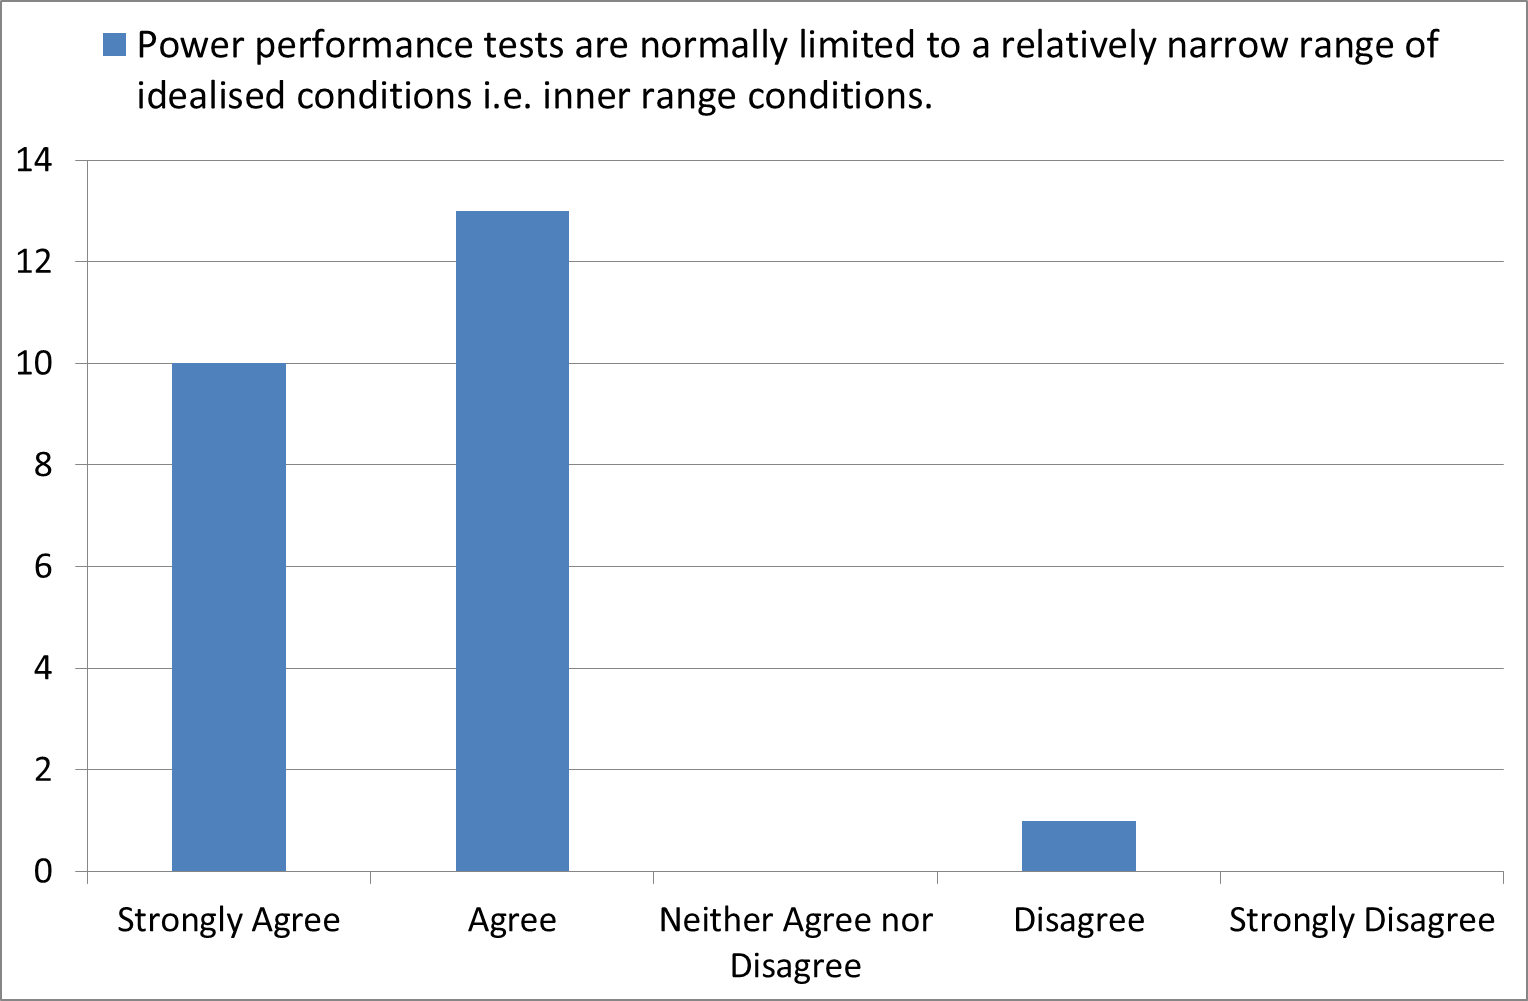 Power performance tests are normally limited to a relatively narrow range of
idealised conditions i.e. inner range conditions.
14
12
10
8
6
4
2
0
Strongly Agree
Agree
Neither Agree nor
Disagree
Disagree
Strongly Disagree